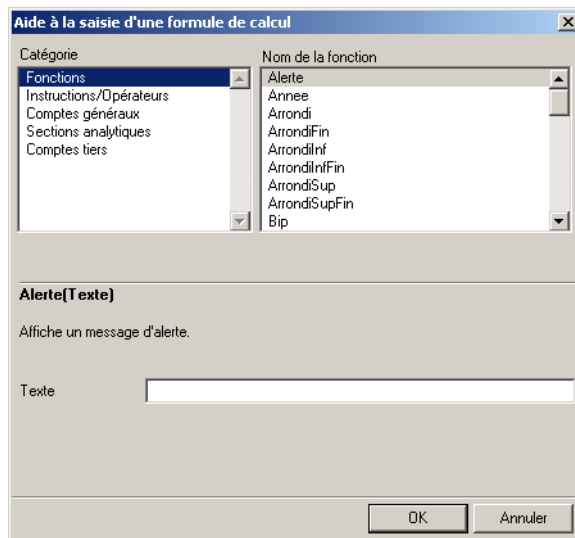 Aide à la saisie d'une formule de calcul
Catégorie
Fonctions
Instructions/Opérateurs
Comptes généraux
Sections analytiques
Comptes tiers
Nom de la fonction
Alerte
Annee
Arrondi
ArrondiFin
ArrondiInf
ArrondiInfFin
ArrondiSup
ArrondiSupFin
Bip
Alerte(Texte)
Affiche un message d'alerte.
Texte
OK
Annuler